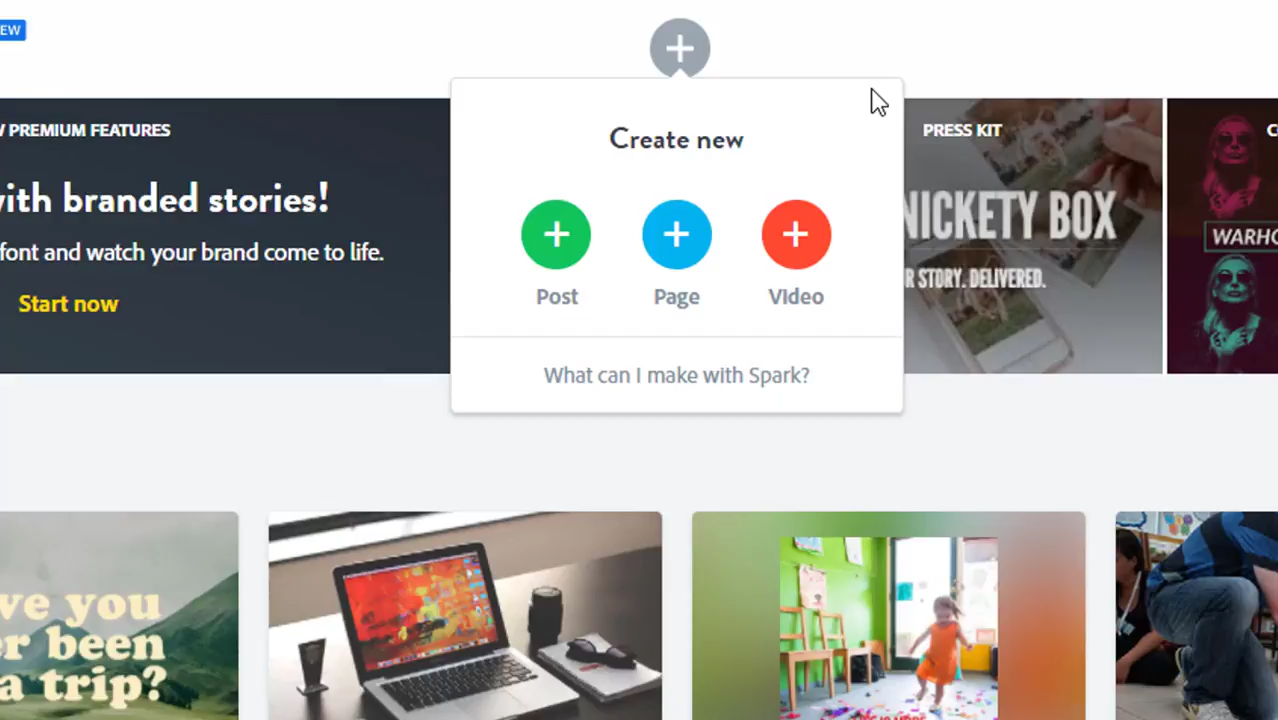 EW
PREMIUM FEATURES
with branded stories!
font and watch your brand come to life.
Start now
Create new
Post
Page
Video
What can I make with Spark?
PRESS KIT
NICKETY BOX
R STORY. DELIVERED.
WARHO
ve you
er been
a trip?